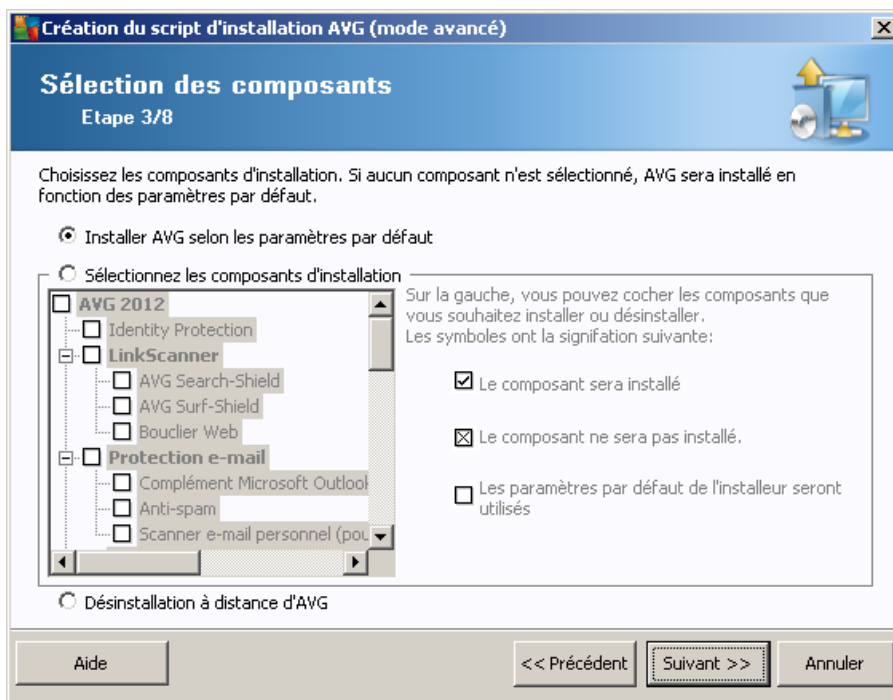 Création du script d'installation AVG (mode avancé)
Sélection des composants
Etape 3/8
Choisissez les composants d'installation. Si aucun composant n'est sélectionné, AVG sera installé en
fonction des paramètres par défaut.
Installer AVG selon les paramètres par défaut
Sélectionnez les composants d'installation
AVG 2012
Identity Protection
LinkScanner
AVG Search-Shield
AVG Surf-Shield
Bouclier Web
Protection e-mail
Complément Microsoft Outlook
Anti-spam
Scanner e-mail personnel (pou
Sur la gauche, vous pouvez cocher les composants que
vous souhaitez installer ou désinstaller.
Les symboles ont la signifation suivante:
Le composant sera installé
Le composant ne sera pas installé.
Les paramètres par défaut de l'installeur seront
utilisés
Désinstallation à distance d'AVG
Aide
<< Précédent
Suivant >>
Annuler